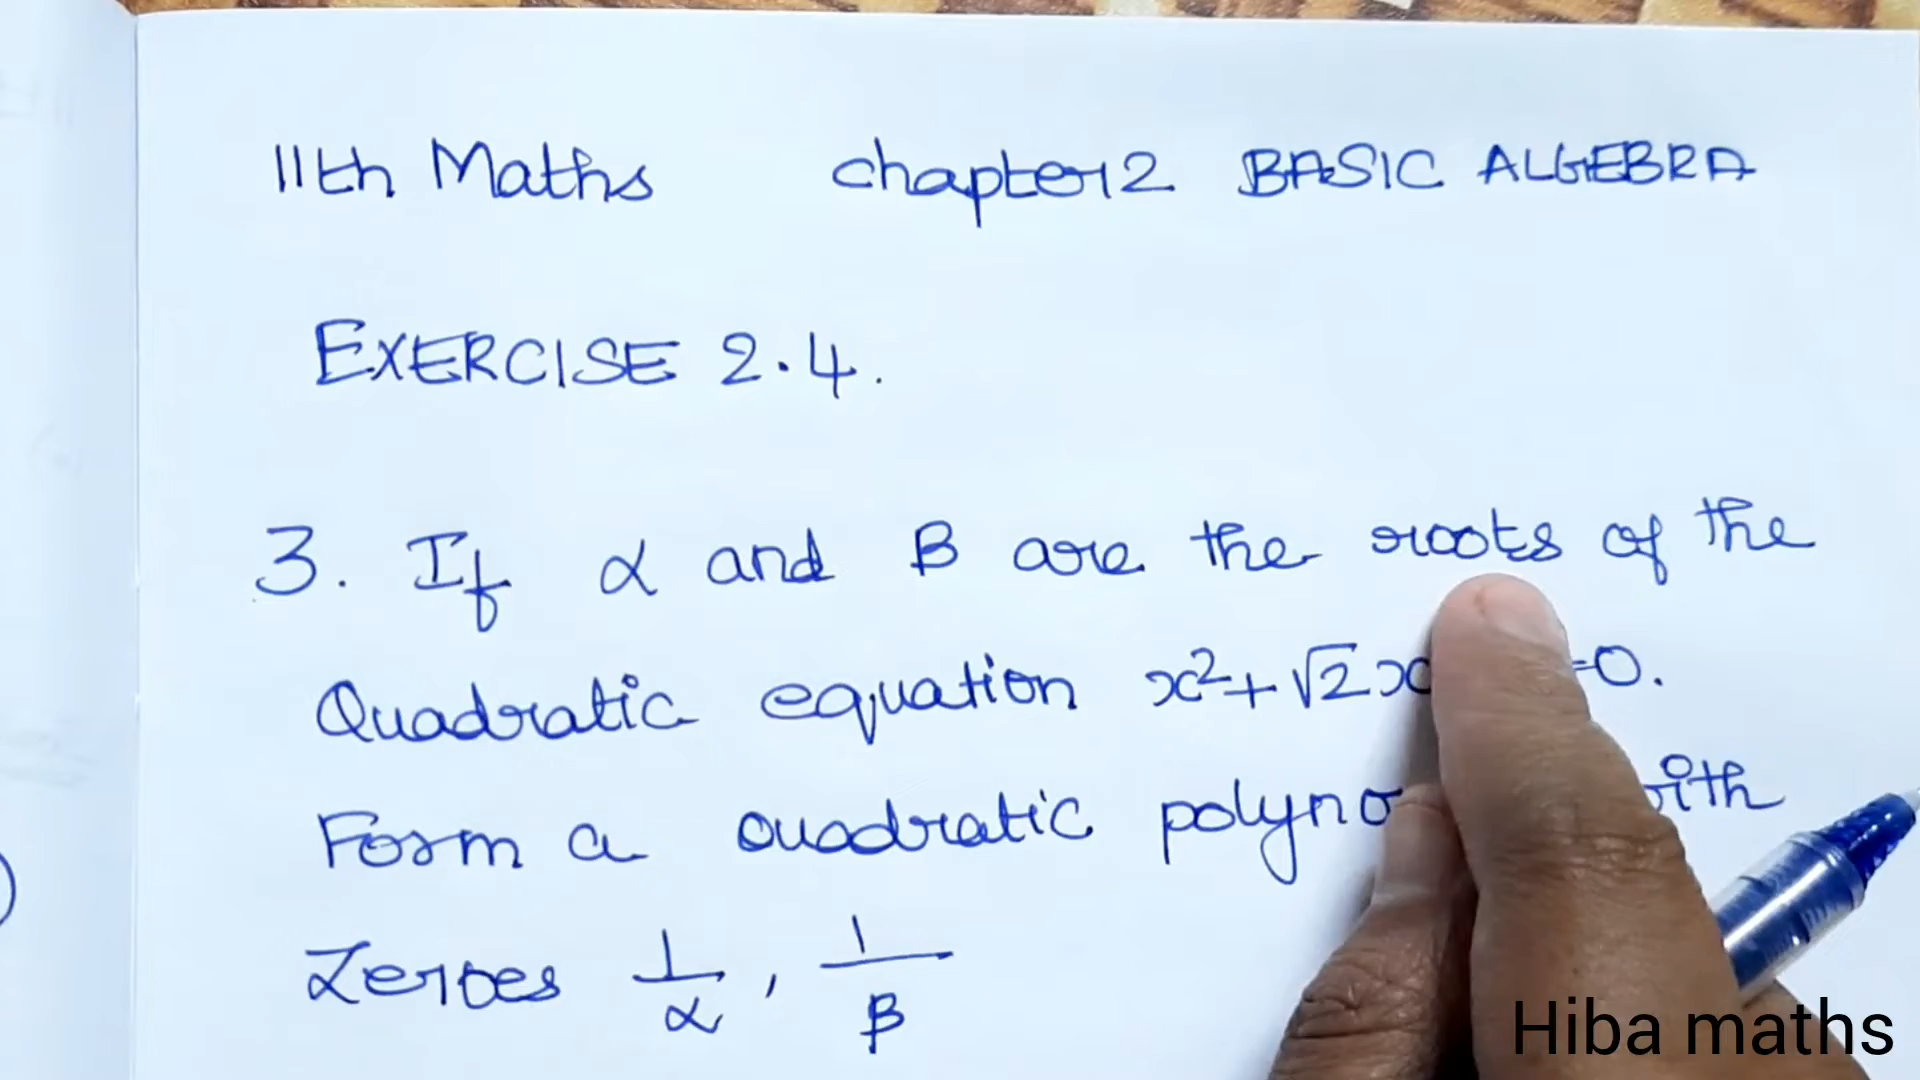 11th Maths chapter 2 BASIC ALGEBRA
EXERCISE 2.4.
3. If α and β are the roots of the
Quadratic equation x²+√2x =0.
Form a quadratic
Zeroes 1/α, 1/β
Hiba maths